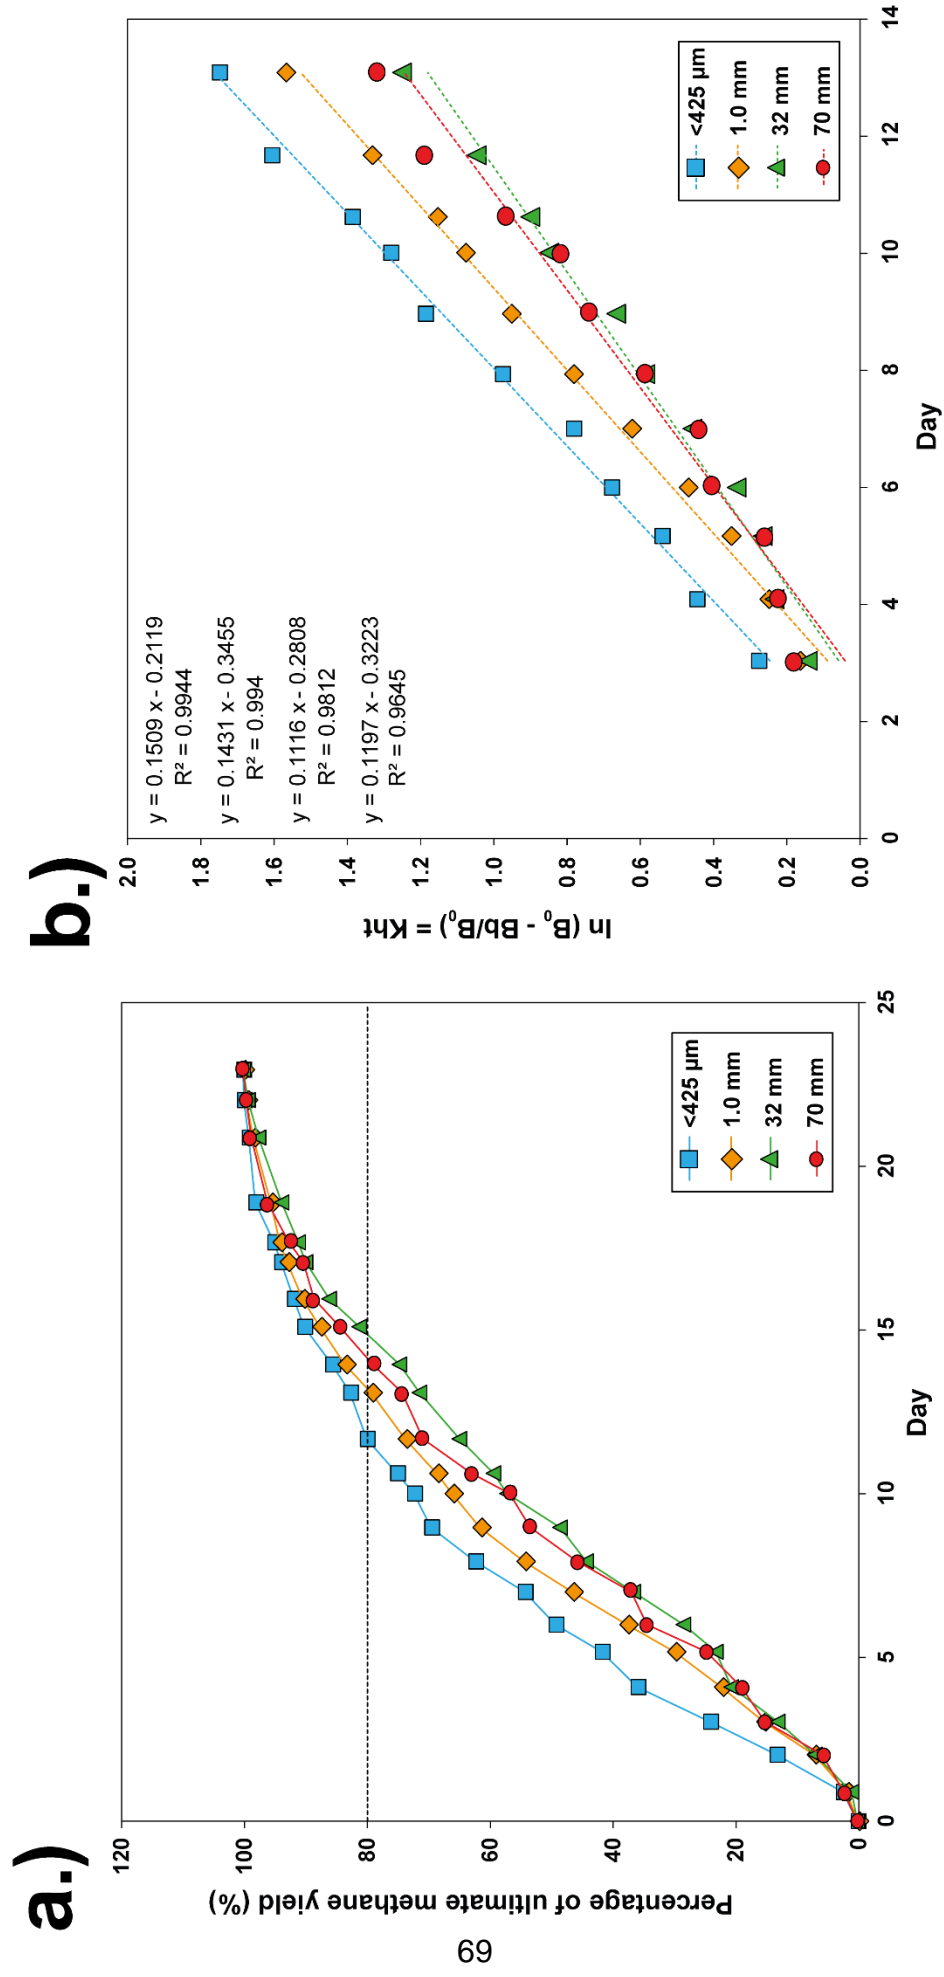 a.)
Percentage of ultimate methane yield (%)
120
100
80
60
40
20
0
0
5
10
15
20
25
Day
<425 µm
1.0 mm
32 mm
70 mm
b.)
ln (B₀ - Bb/B₀) = Kht
2.0
1.8
1.6
1.4
1.2
1.0
0.8
0.6
0.4
0.2
0.0
0
2
4
6
8
10
12
14
Day
y = 0.1509 x - 0.2119
R² = 0.9944
y = 0.1431 x - 0.3455
R² = 0.994
y = 0.1116 x - 0.2808
R² = 0.9812
y = 0.1197 x - 0.3223
R² = 0.9645
<425 µm
1.0 mm
32 mm
70 mm
69